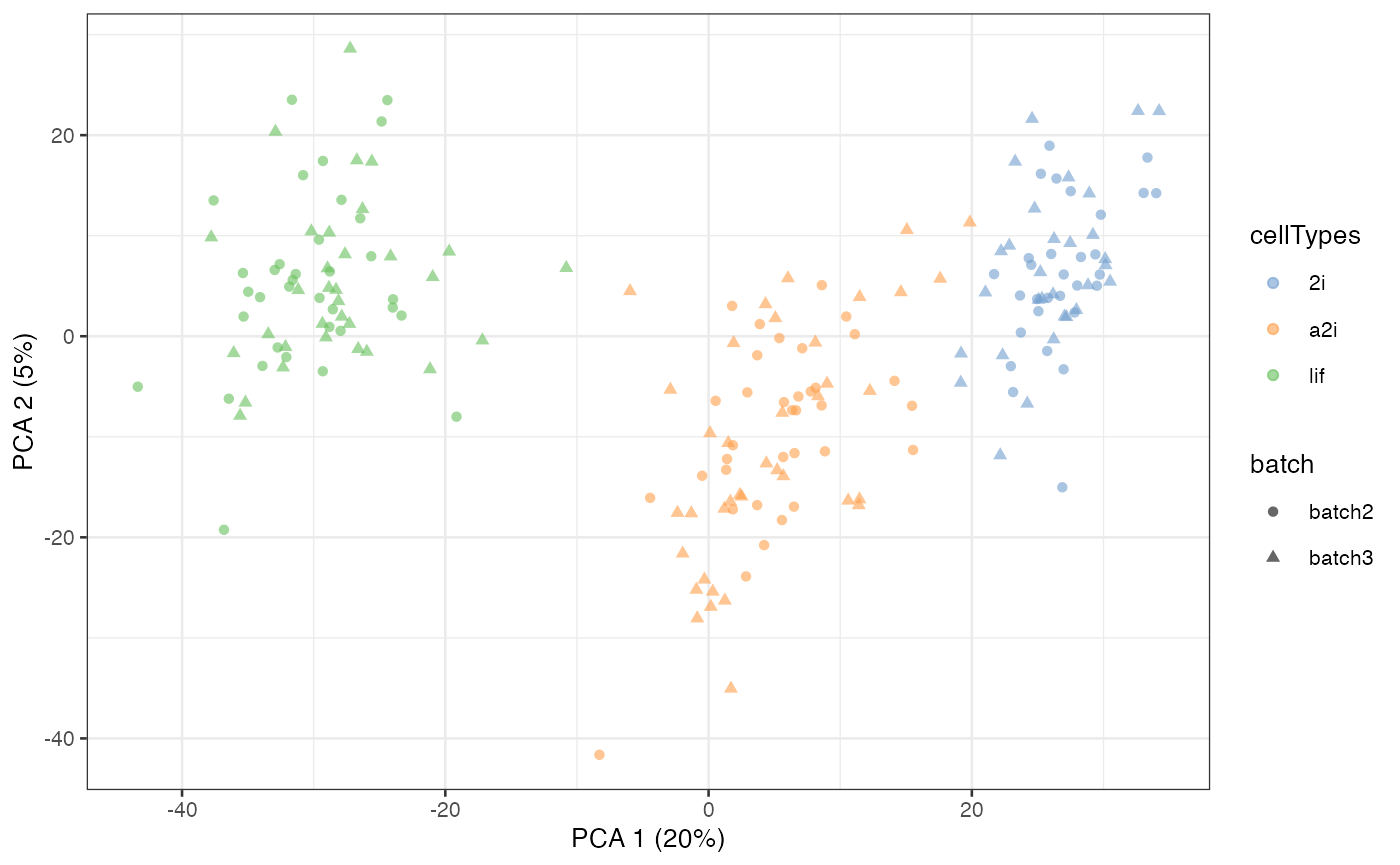 20
0
-20
-40
PCA 2 (5%)
-40
-20
0
20
PCA 1 (20%)
cellTypes
2i
a2i
lif
batch
batch2
batch3